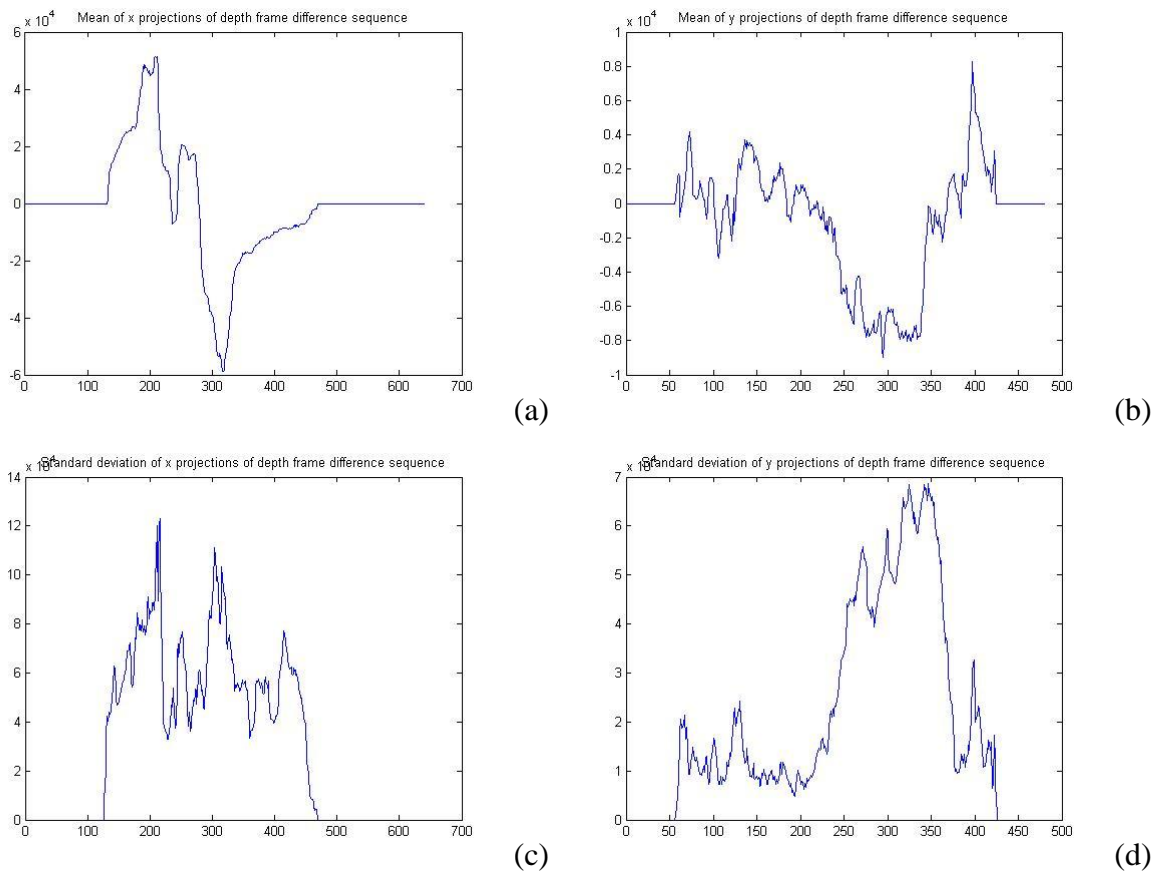 Mean of x projections of depth frame difference sequence
x 10^4
6
4
2
0
-2
-4
-6
0 100 200 300 400 500 600 700
(a)
Mean of y projections of depth frame difference sequence
x 10^4
1
0.8
0.6
0.4
0.2
0
-0.2
-0.4
-0.6
-0.8
-1
0 50 100 150 200 250 300 350 400 450 500
(b)
Standard deviation of x projections of depth frame difference sequence
x 10^4
14
12
10
8
6
4
2
0
0 100 200 300 400 500 600 700
(c)
Standard deviation of y projections of depth frame difference sequence
x 10^4
7
6
5
4
3
2
1
0
0 50 100 150 200 250 300 350 400 450 500
(d)